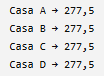 Casa A → 277,5
Casa B → 277,5
Casa C → 277,5
Casa D → 277,5